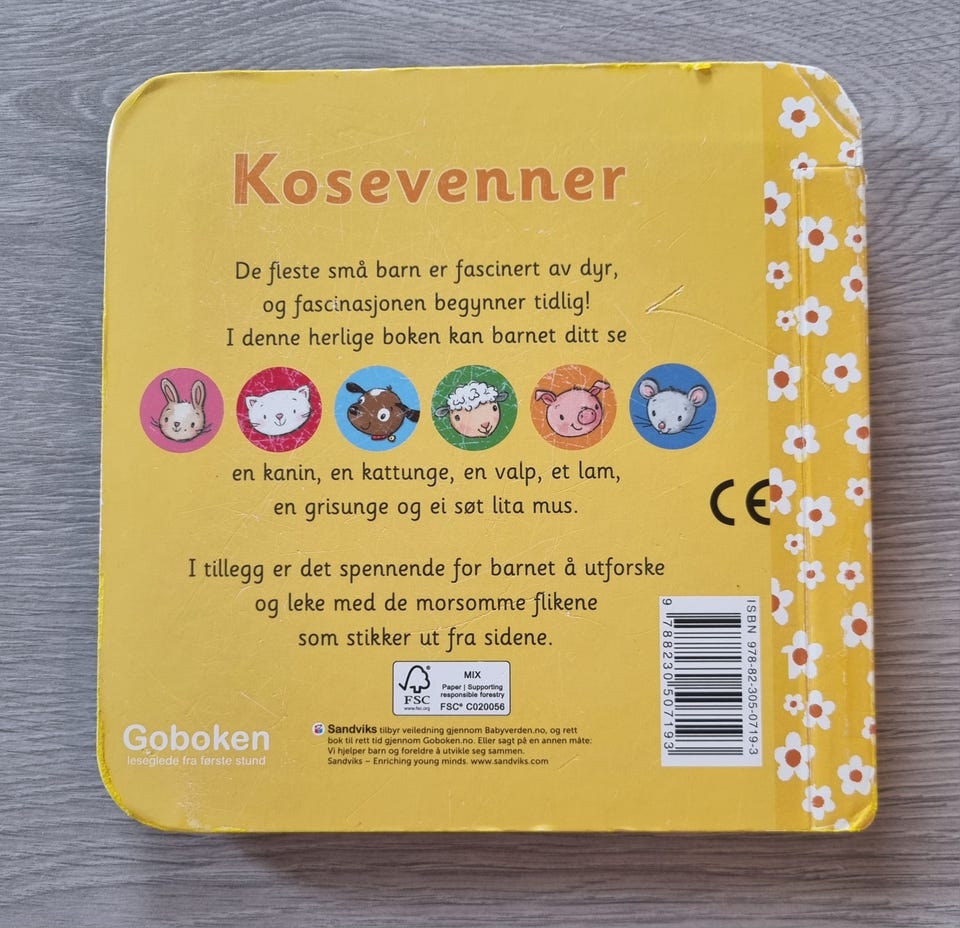 Kosevenner
De fleste små barn er fascinert av dyr,
og fascinasjonen begynner tidlig!
I denne herlige boken kan barnet ditt se
en kanin, en kattunge, en valp, et lam,
en grisunge og ei søt lita mus.
CE
I tillegg er det spennende for barnet å utforske
og leke med de morsomme flikene
som stikker ut fra sidene.
FSC
www.fsc.org
MIX
Paper | Supporting
responsible forestry
FSC® C020056
Goboken
leseglede fra første stund
Sandviks tilbyr veiledning gjennom Babyverden.no, og rett
bok til rett tid gjennom Goboken.no. Eller sagt på en annen måte:
Vi hjelper barn og foreldre å utvikle seg sammen.
Sandviks – Enriching young minds. www.sandviks.com
ISBN 978-82-305-0719-3
9 788230 507193